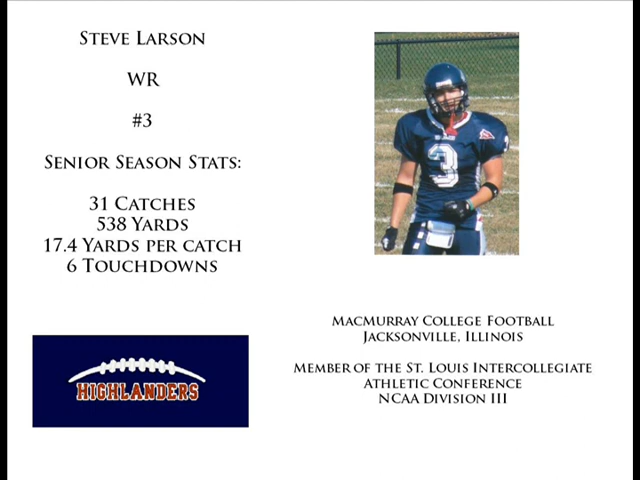 Steve Larson
WR
#3
Senior Season Stats:
31 Catches
538 Yards
17.4 Yards per catch
6 Touchdowns
3
HIGHLANDERS
MacMurray College Football
Jacksonville, Illinois
Member of the St. Louis Intercollegiate
Athletic Conference
NCAA Division III